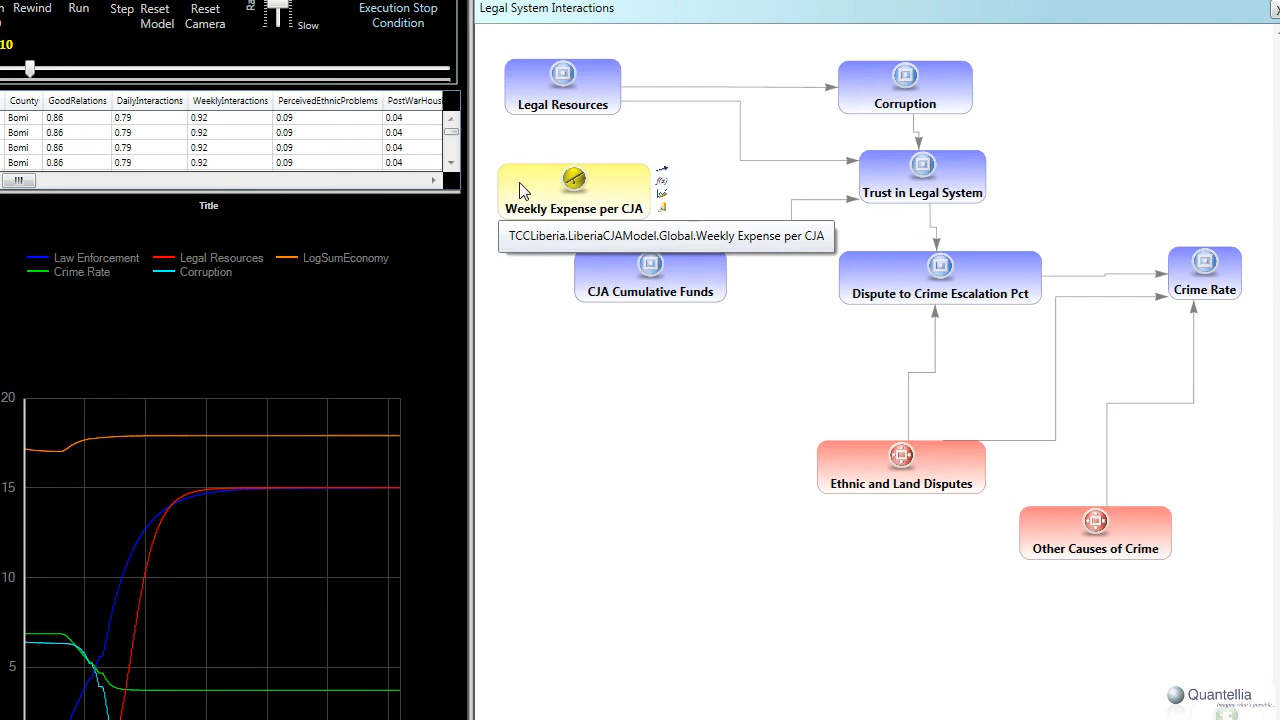 Rewind
Run
Step
Reset
Model
Reset
Camera
Slow
Execution Stop
Condition
10
County GoodRelations DailyInteractions WeeklyInteractions PerceivedEthnicProblems PostWarHous
Bomi 0.86 0.79 0.92 0.09 0.04
Bomi 0.86 0.79 0.92 0.09 0.04
Bomi 0.86 0.79 0.92 0.09 0.04
Bomi 0.86 0.79 0.92 0.09 0.04
Title
Law Enforcement Legal Resources LogSumEconomy
Crime Rate Corruption
20
15
10
5
Legal System Interactions
Legal Resources
Corruption
Trust in Legal System
Weekly Expense per CJA
f(x)
TCCLiberia.LiberiaCJAModel.Global.Weekly Expense per CJA
CJA Cumulative Funds
Dispute to Crime Escalation Pct
Crime Rate
Ethnic and Land Disputes
Other Causes of Crime
Quantellia
Imagine what's possible...